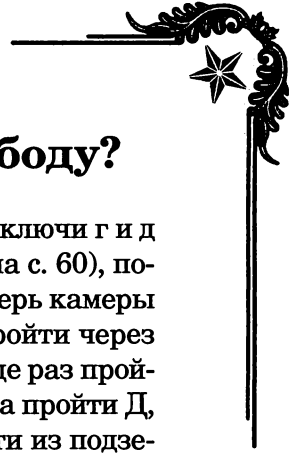 боду?
ключи г и д
на с. 60), по-
ерь камеры
ройти через
це раз прой-
а пройти Д,
ти из подзе-